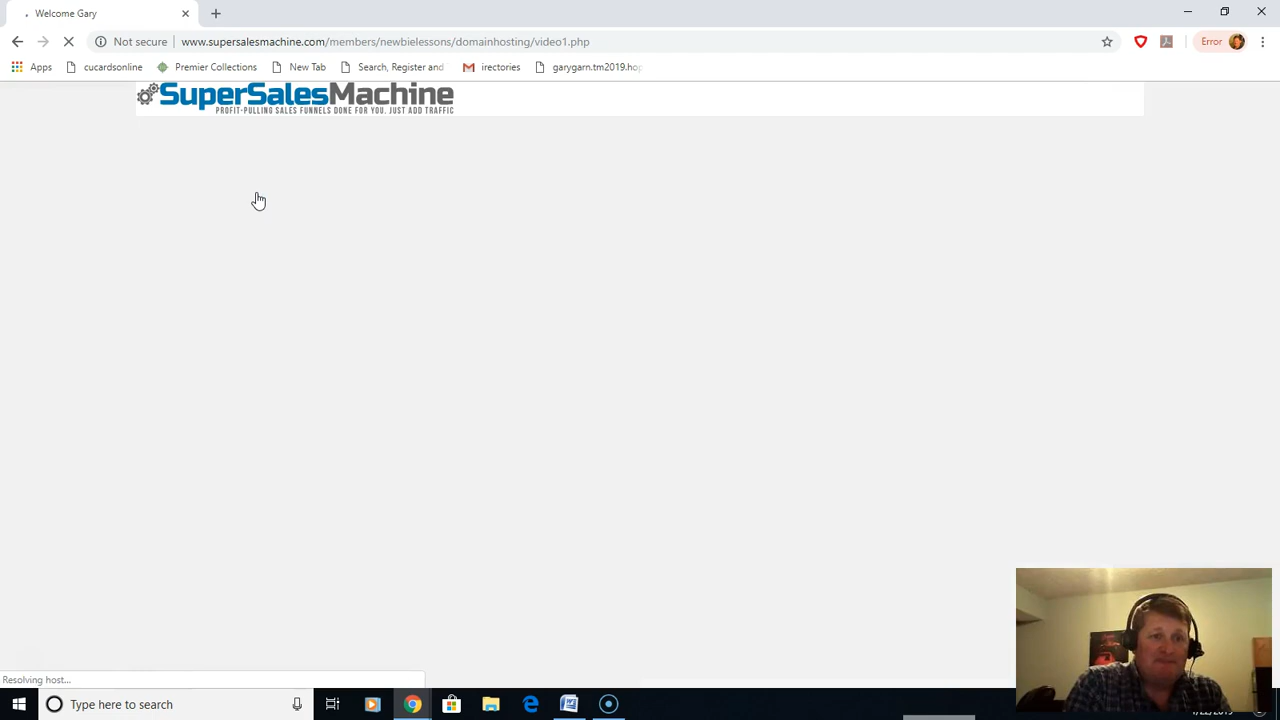 Welcome Gary
Not secure
www.supersalesmachine.com/members/newbielessons/domainhosting/video1.php
Error
Apps
cucardsonline
Premier Collections
New Tab
Search, Register and
irectories
garygarn.tm2019.hop
SuperSalesMachine
PROFIT-PULLING SALES FUNNELS DONE FOR YOU. JUST ADD TRAFFIC
Resolving host...
Type here to search